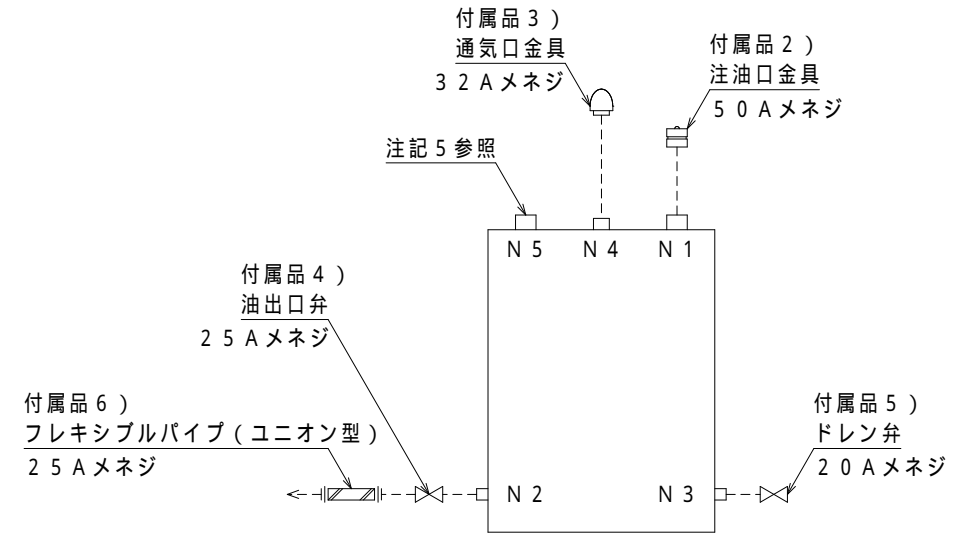 付属品３）
通気口金具
３２Ａメネジ
付属品２）
注油口金具
５０Ａメネジ
注記５参照
Ｎ５
Ｎ４
Ｎ１
付属品４）
油出口弁
２５Ａメネジ
付属品６）
フレキシブルパイプ（ユニオン型）
２５Ａメネジ
付属品５）
ドレン弁
２０Ａメネジ
Ｎ２
Ｎ３